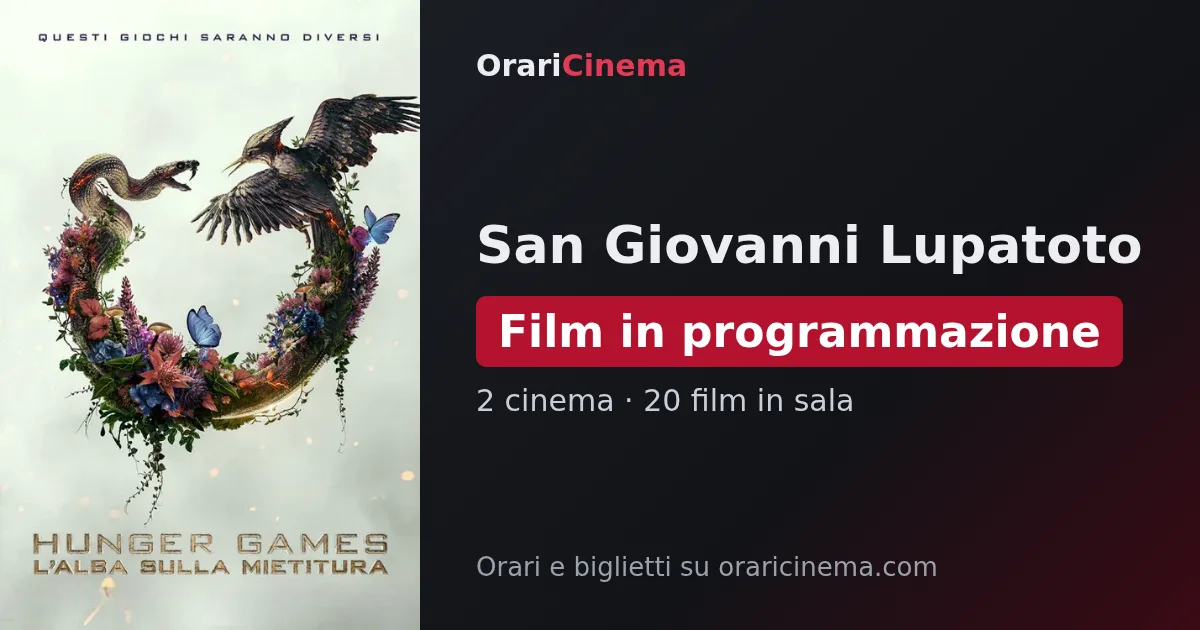 QUESTI GIOCHI SARANNO DIVERSI
HUNGER GAMES
L'ALBA SULLA MIETITURA
OrariCinema
San Giovanni Lupatoto
Film in programmazione
2 cinema · 20 film in sala
Orari e biglietti su oraricinema.com